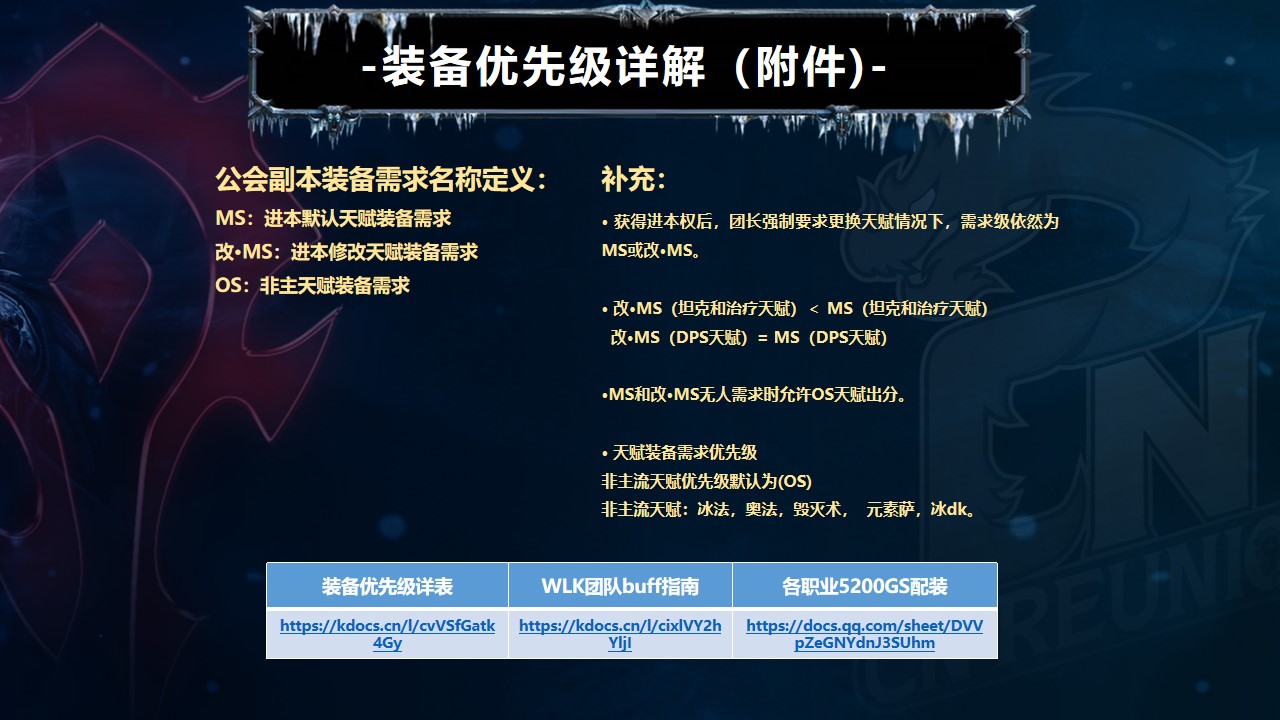 -装备优先级详解（附件）-
公会副本装备需求名称定义：
MS：进本默认天赋装备需求
改·MS：进本修改天赋装备需求
OS：非主天赋装备需求
补充：
• 获得进本权后，团长强制要求更换天赋情况下，需求级依然为
MS或改·MS。
• 改·MS（坦克和治疗天赋）< MS（坦克和治疗天赋）
改·MS（DPS天赋）= MS（DPS天赋）
•MS和改·MS无人需求时允许OS天赋出分。
• 天赋装备需求优先级
非主流天赋优先级默认为(OS)
非主流天赋：冰法，奥法，毁灭术， 元素萨，冰dk。
装备优先级详表
WLK团队buff指南
各职业5200GS配装
https://kdocs.cn/l/cvVSfGatk
4Gy
https://kdocs.cn/l/cixlVY2h
YljI
https://docs.qq.com/sheet/DVV
pZeGNYdnJ3SUhm
CN
CN REUNIO